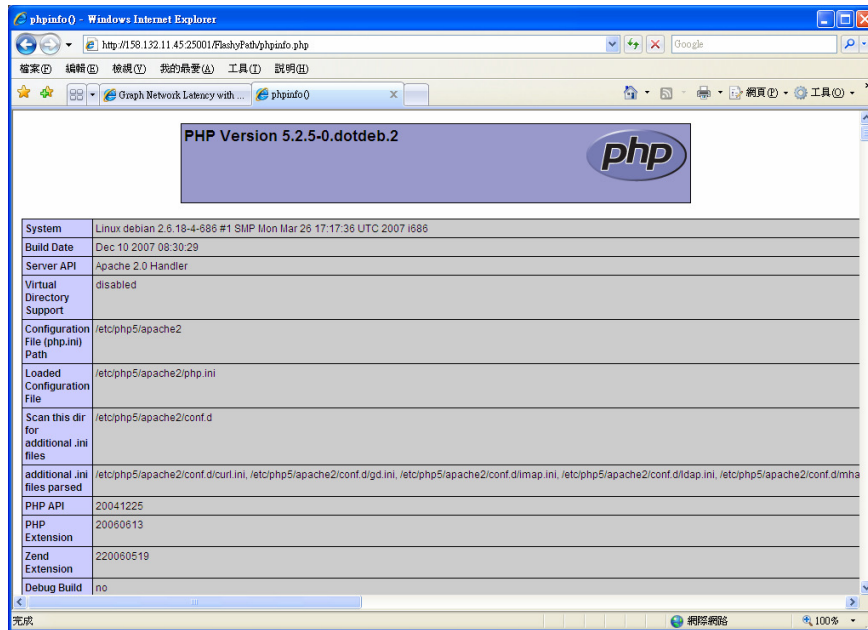 phpinfo() - Windows Internet Explorer
http://158.132.11.45:25001/FlashyPath/phpinfo.php
Google
檔案(F) 編輯(E) 檢視(V) 我的最愛(A) 工具(T) 說明(H)
Graph Network Latency with ...
phpinfo()
網頁(P)
工具(O)
PHP Version 5.2.5-0.dotdeb.2
php
System Linux debian 2.6.18-4-686 #1 SMP Mon Mar 26 17:17:36 UTC 2007 i686
Build Date Dec 10 2007 08:30:29
Server API Apache 2.0 Handler
Virtual disabled
Directory
Support
Configuration /etc/php5/apache2
File (php.ini)
Path
Loaded /etc/php5/apache2/php.ini
Configuration
File
Scan this dir /etc/php5/apache2/conf.d
for
additional .ini
files
additional .ini /etc/php5/apache2/conf.d/curl.ini, /etc/php5/apache2/conf.d/gd.ini, /etc/php5/apache2/conf.d/imap.ini, /etc/php5/apache2/conf.d/ldap.ini, /etc/php5/apache2/conf.d/mha
files parsed
PHP API 20041225
PHP 20060613
Extension
Zend 220060519
Extension
Debug Build no
完成
網際網路
100%